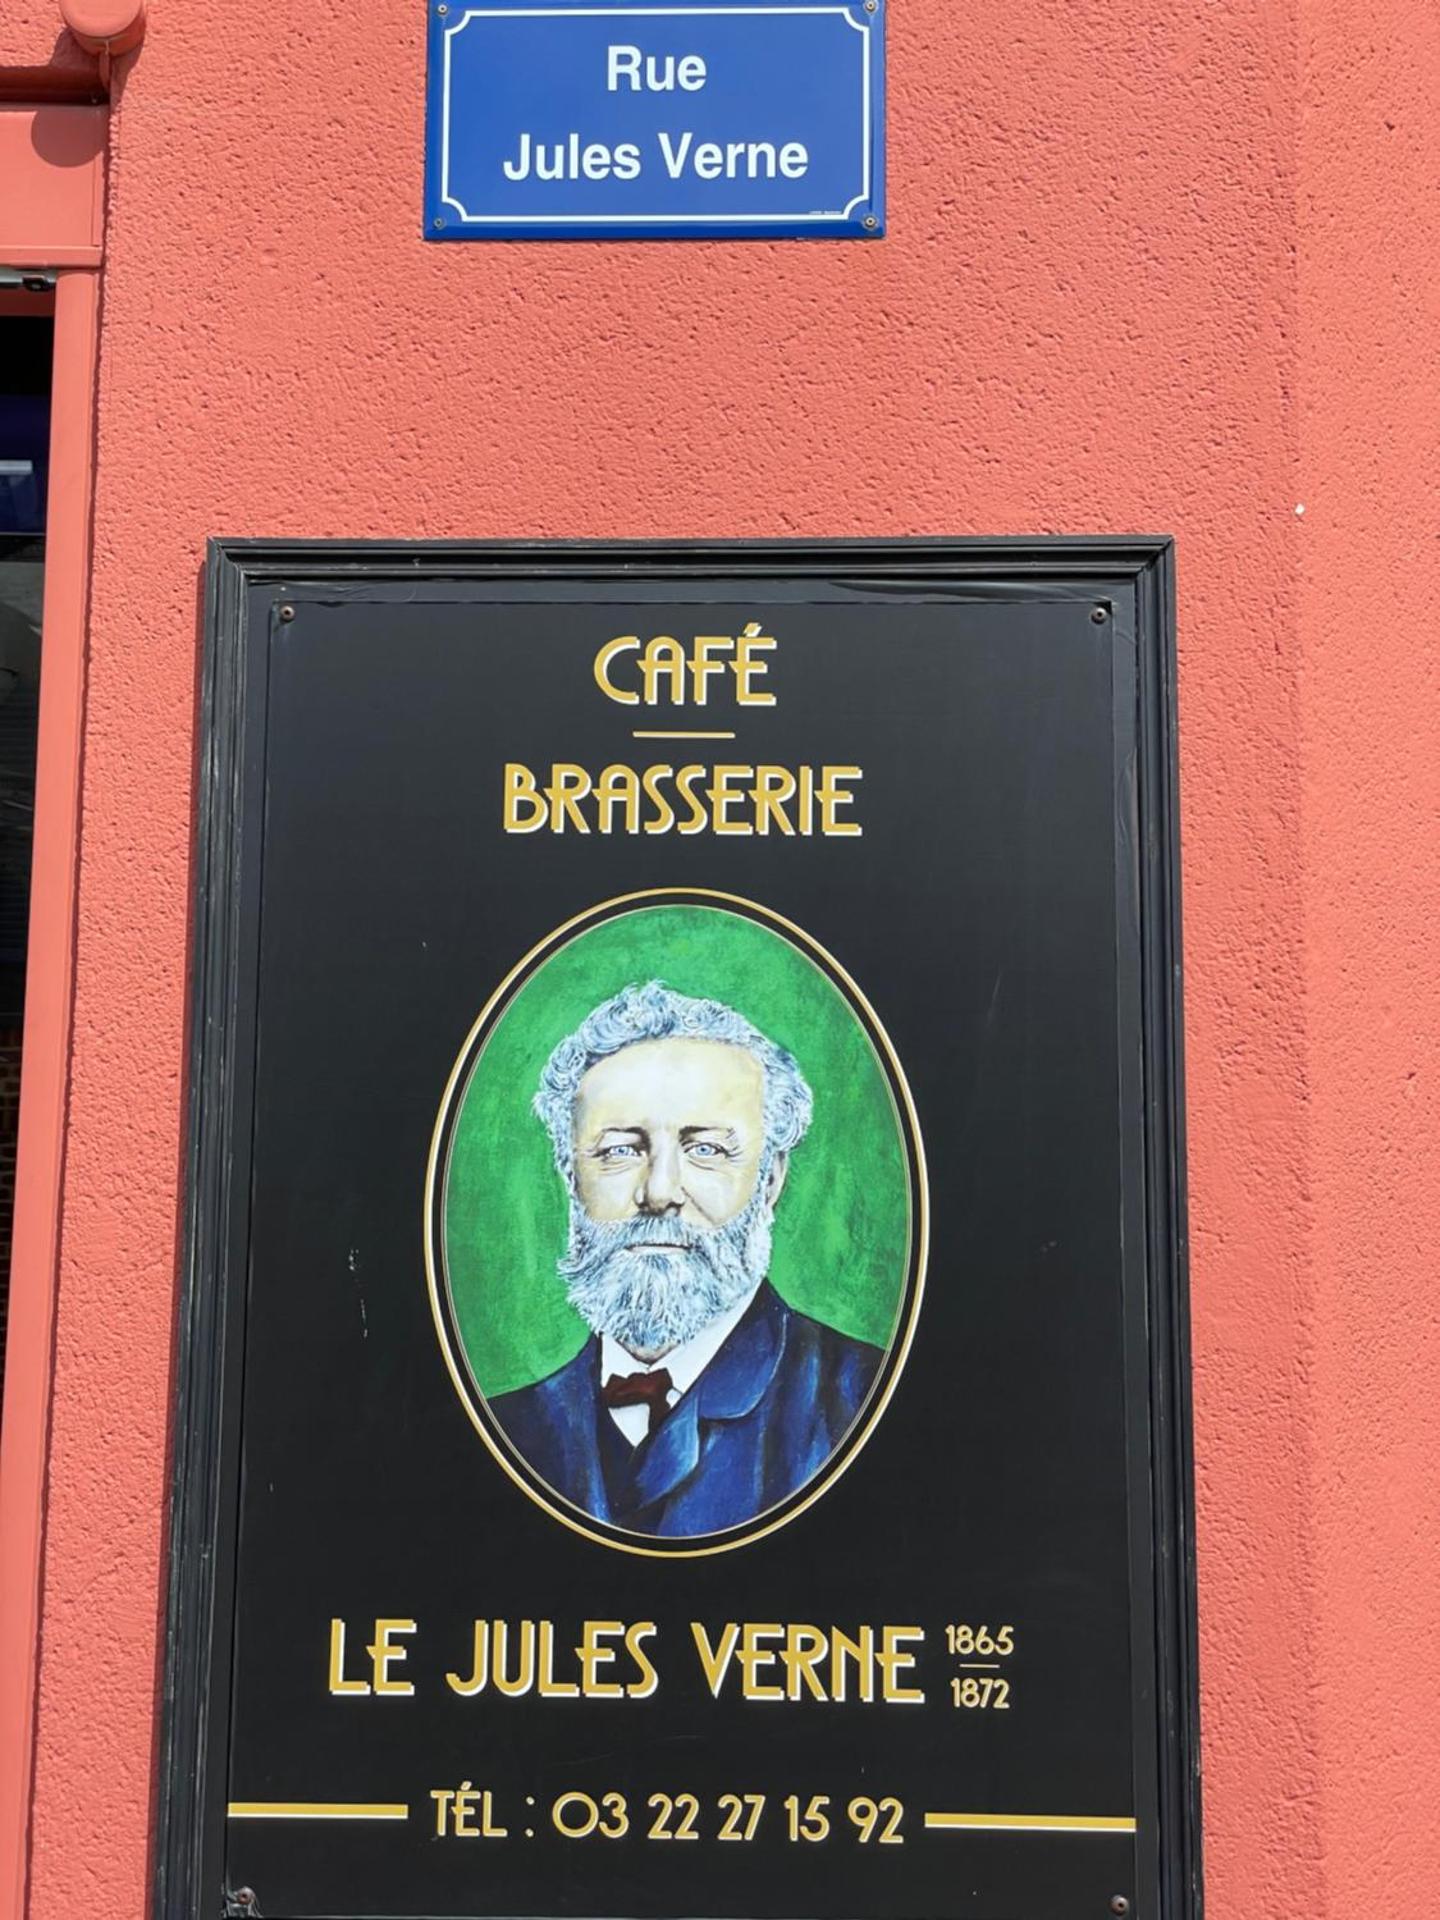 Rue
Jules Verne
CAFÉ
BRASSERIE
LE JULES VERNE 1865
1872
TÉL : 03 22 27 15 92